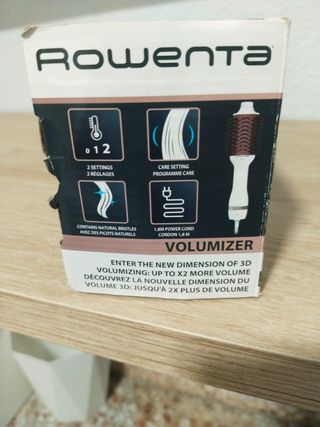 Rowenta
0 1 2
2 SETTINGS
2 RÉGLAGES
CARE SETTING
PROGRAMME CARE
CONTAINS NATURAL BRISTLES
AVEC DES PICOTS NATURELS
1,8M POWER CORD
CORDON 1,8 M
VOLUMIZER
ENTER THE NEW DIMENSION OF 3D
VOLUMIZING: UP TO X2 MORE VOLUME
DÉCOUVREZ LA NOUVELLE DIMENSION DU
VOLUME 3D: JUSQU'À 2X PLUS DE VOLUME